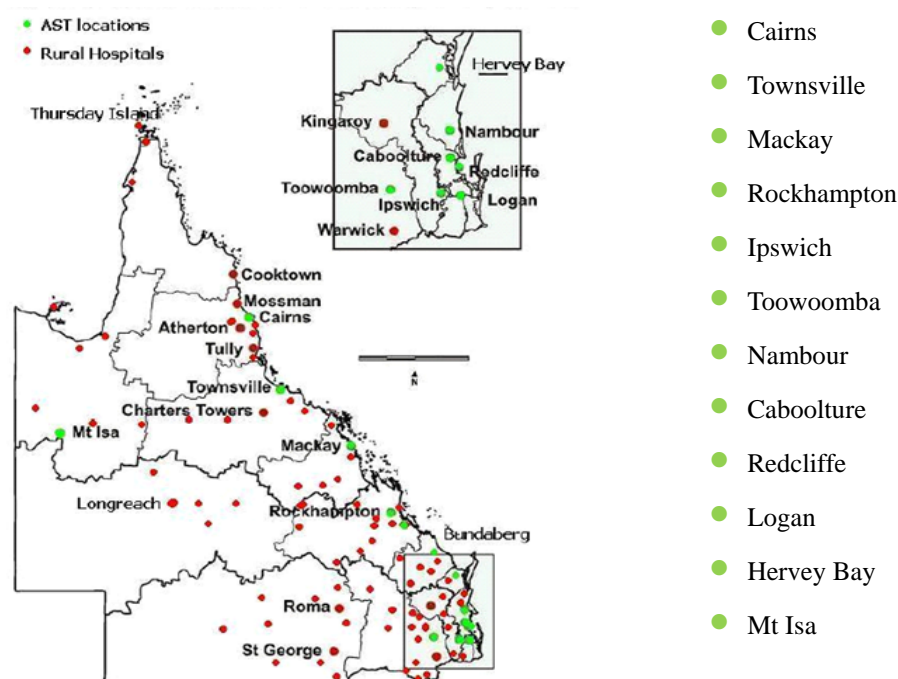 AST locations
Rural Hospitals
Thursday Island
Hervey Bay
Kingaroy
Nambour
Caboolture
Redcliffe
Toowoomba
Ipswich
Logan
Warwick
Cooktown
Mossman
Cairns
Atherton
Tully
N
Townsville
Charters Towers
Mt Isa
Mackay
Longreach
Rockhampton
Bundaberg
Roma
St George
Cairns
Townsville
Mackay
Rockhampton
Ipswich
Toowoomba
Nambour
Caboolture
Redcliffe
Logan
Hervey Bay
Mt Isa